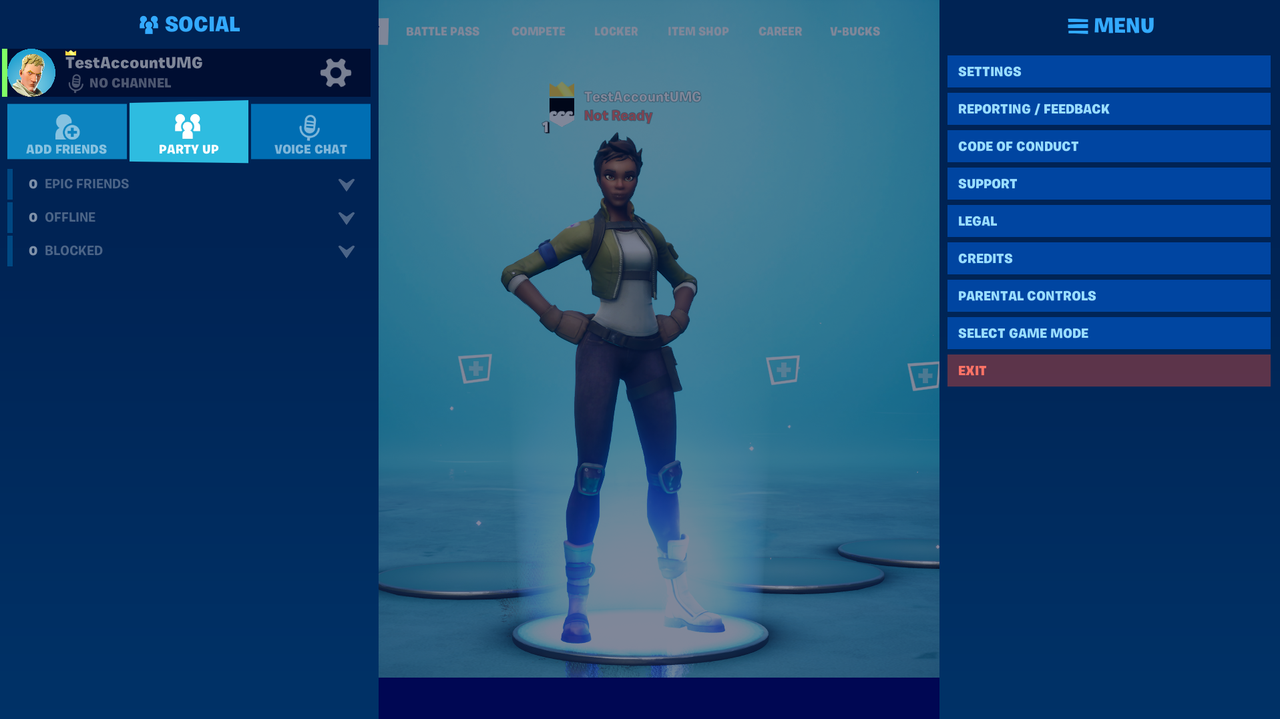 SOCIAL
TestAccountUMG
NO CHANNEL
ADD FRIENDS
PARTY UP
VOICE CHAT
0 EPIC FRIENDS
0 OFFLINE
0 BLOCKED
BATTLE PASS
COMPETE
LOCKER
ITEM SHOP
CAREER
V-BUCKS
TestAccountUMG
Not Ready
1
MENU
SETTINGS
REPORTING / FEEDBACK
CODE OF CONDUCT
SUPPORT
LEGAL
CREDITS
PARENTAL CONTROLS
SELECT GAME MODE
EXIT